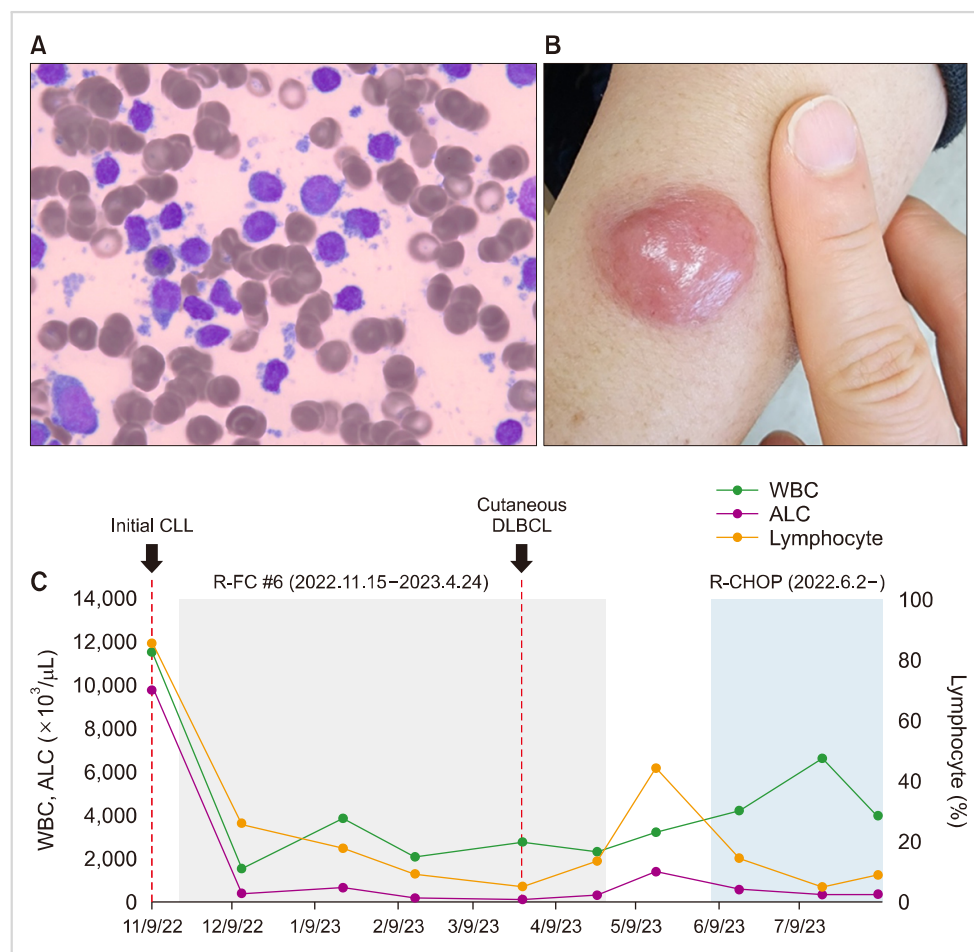 A
B
WBC
ALC
Lymphocyte
Initial CLL
Cutaneous
DLBCL
C
R-FC #6 (2022.11.15−2023.4.24)
R-CHOP (2022.6.2−)
WBC, ALC (×10³/μL)
14,000
12,000
10,000
8,000
6,000
4,000
2,000
0
100
80
60
40
20
0
Lymphocyte (%)
11/9/22 12/9/22 1/9/23 2/9/23 3/9/23 4/9/23 5/9/23 6/9/23 7/9/23